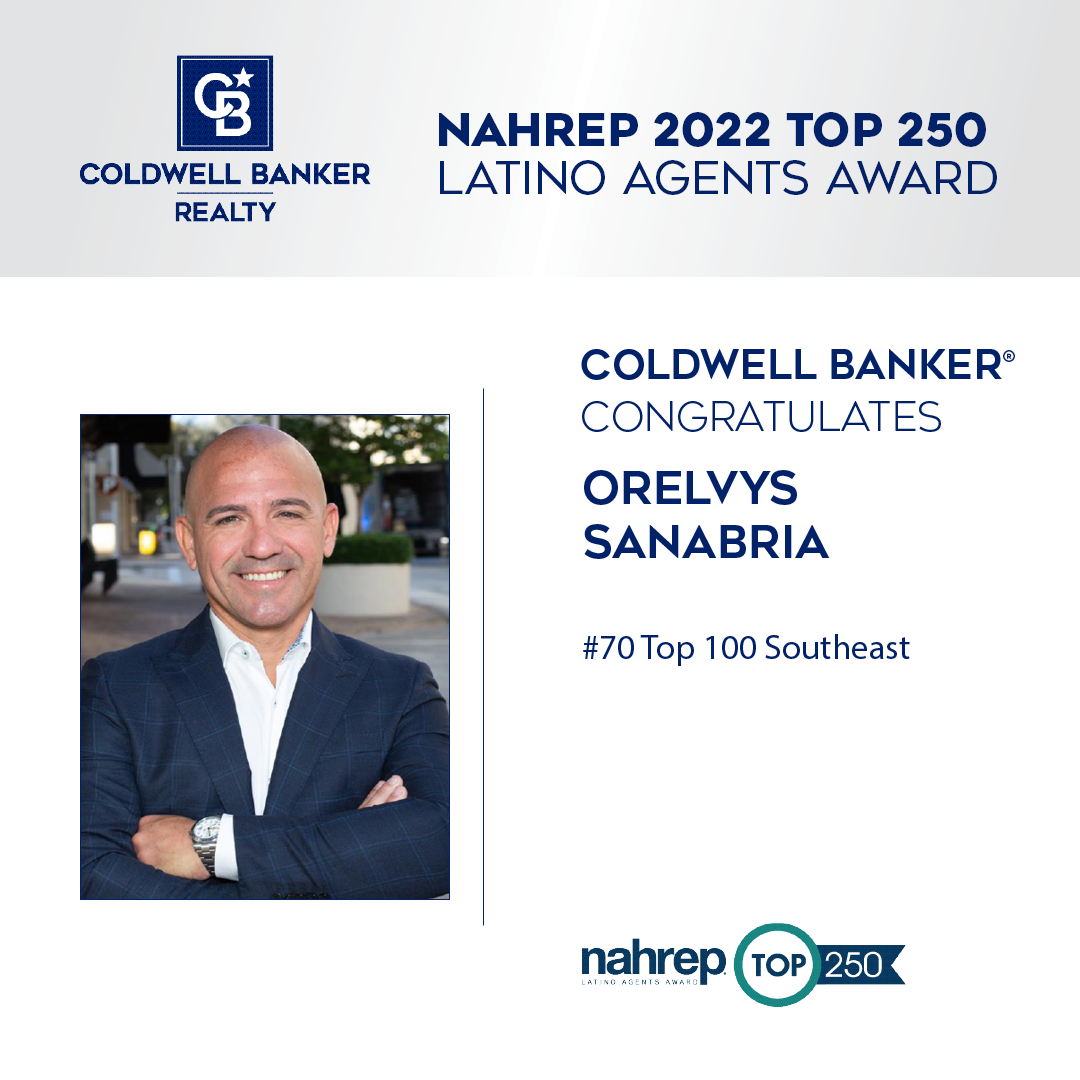 CB
COLDWELL BANKER
REALTY
NAHREP 2022 TOP 250
LATINO AGENTS AWARD
COLDWELL BANKER®
CONGRATULATES
ORELVYS
SANABRIA
#70 Top 100 Southeast
nahrep.
LATINO AGENTS AWARD
TOP 250